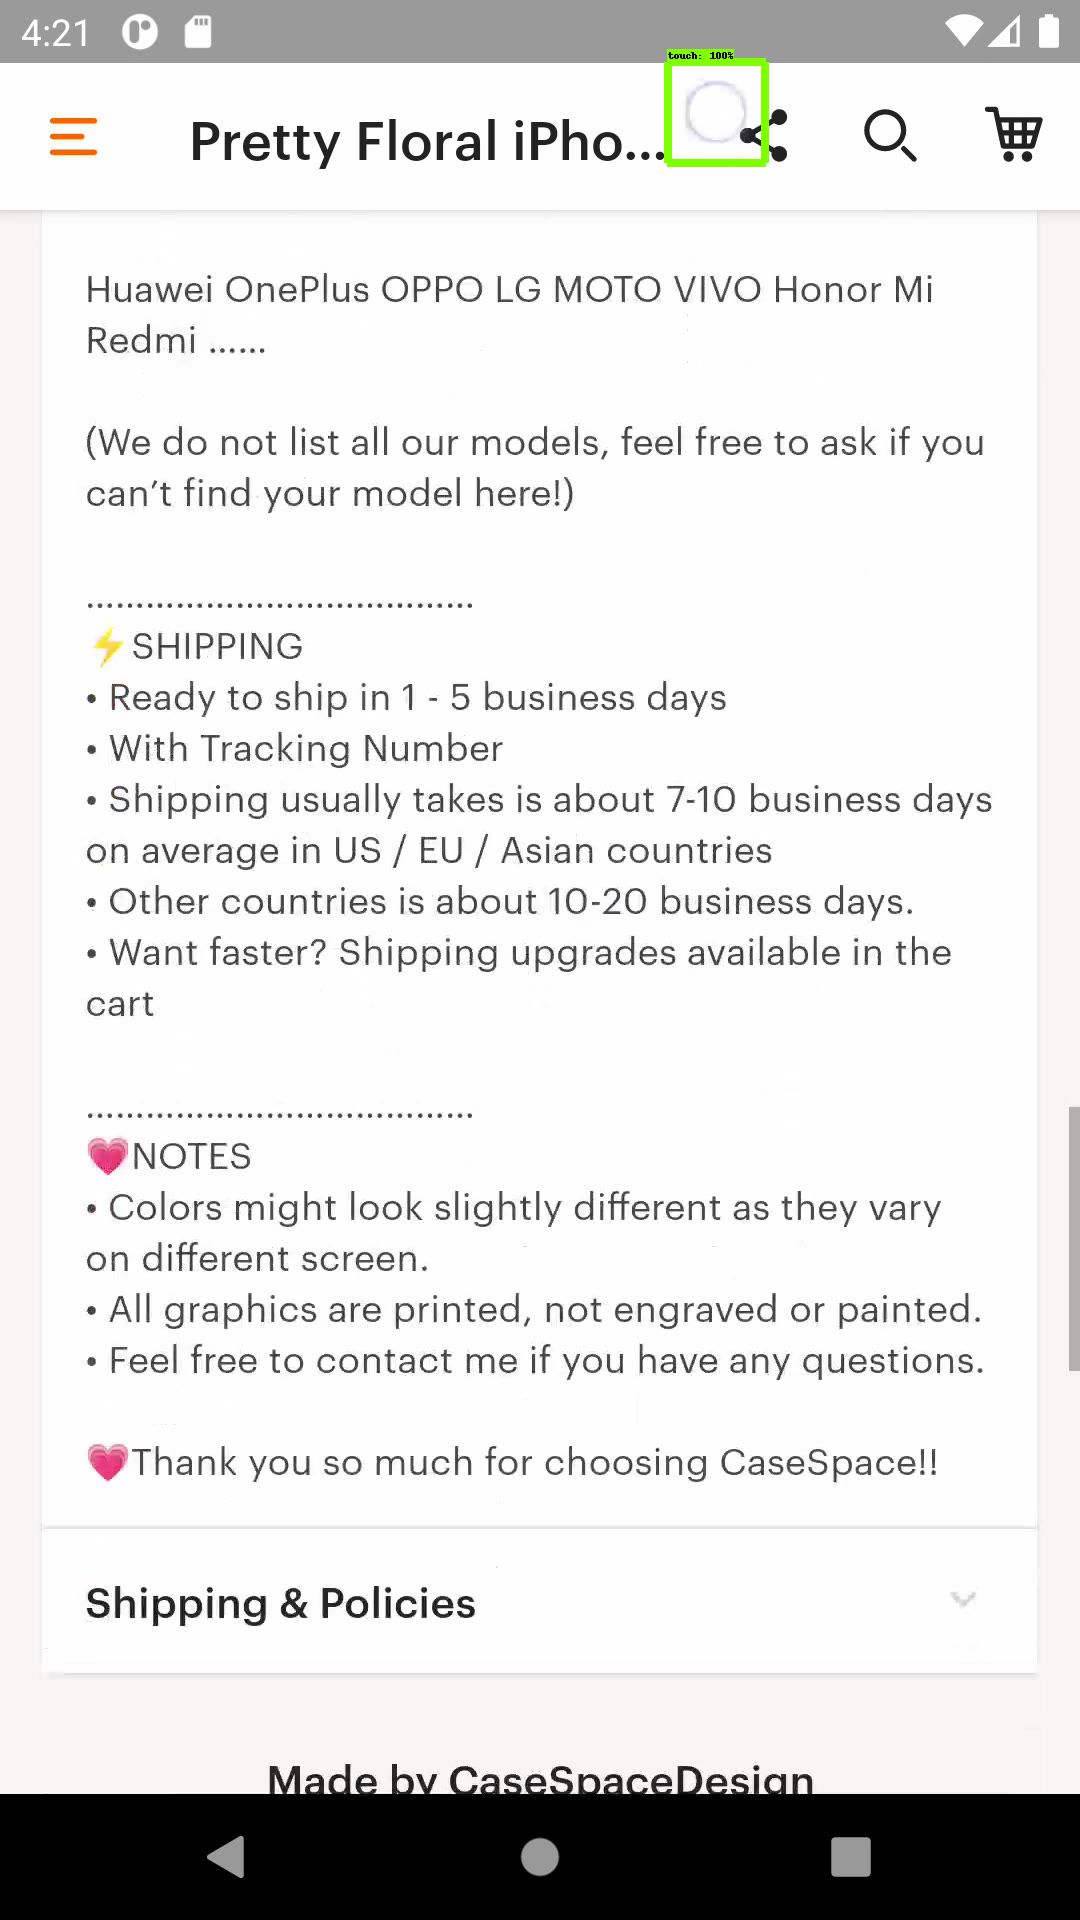 4:21
touch: 100%
Pretty Floral iPho...
Huawei OnePlus OPPO LG MOTO VIVO Honor Mi
Redmi ......
(We do not list all our models, feel free to ask if you
can’t find your model here!)
.......................................
⚡SHIPPING
• Ready to ship in 1 - 5 business days
• With Tracking Number
• Shipping usually takes is about 7-10 business days
on average in US / EU / Asian countries
• Other countries is about 10-20 business days.
• Want faster? Shipping upgrades available in the
cart
.......................................
💗NOTES
• Colors might look slightly different as they vary
on different screen.
• All graphics are printed, not engraved or painted.
• Feel free to contact me if you have any questions.
💗Thank you so much for choosing CaseSpace!!
Shipping & Policies
Made by CaseSpaceDesign